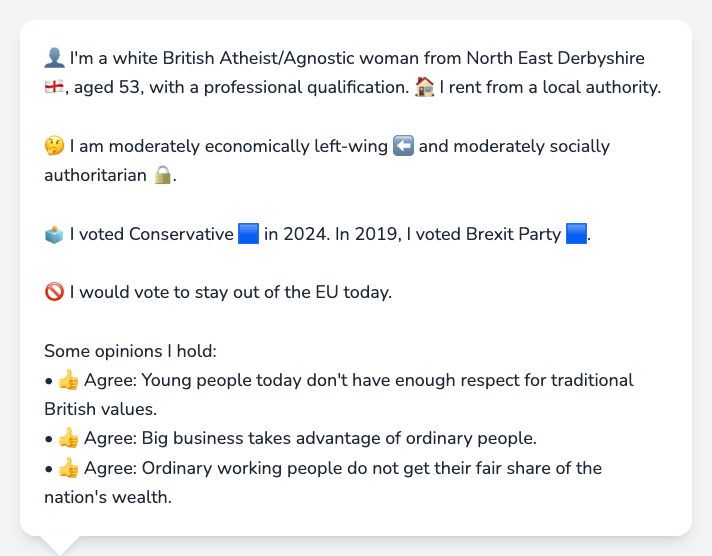 👤 I'm a white British Atheist/Agnostic woman from North East Derbyshire
🏴󠁧󠁢󠁥󠁮󠁧󠁿, aged 53, with a professional qualification. 🏠 I rent from a local authority.
🤔 I am moderately economically left-wing ⬅️ and moderately socially
authoritarian 🔒.
🗳️ I voted Conservative 🟦 in 2024. In 2019, I voted Brexit Party 🟦.
🚫 I would vote to stay out of the EU today.
Some opinions I hold:
• 👍 Agree: Young people today don't have enough respect for traditional
British values.
• 👍 Agree: Big business takes advantage of ordinary people.
• 👍 Agree: Ordinary working people do not get their fair share of the
nation's wealth.